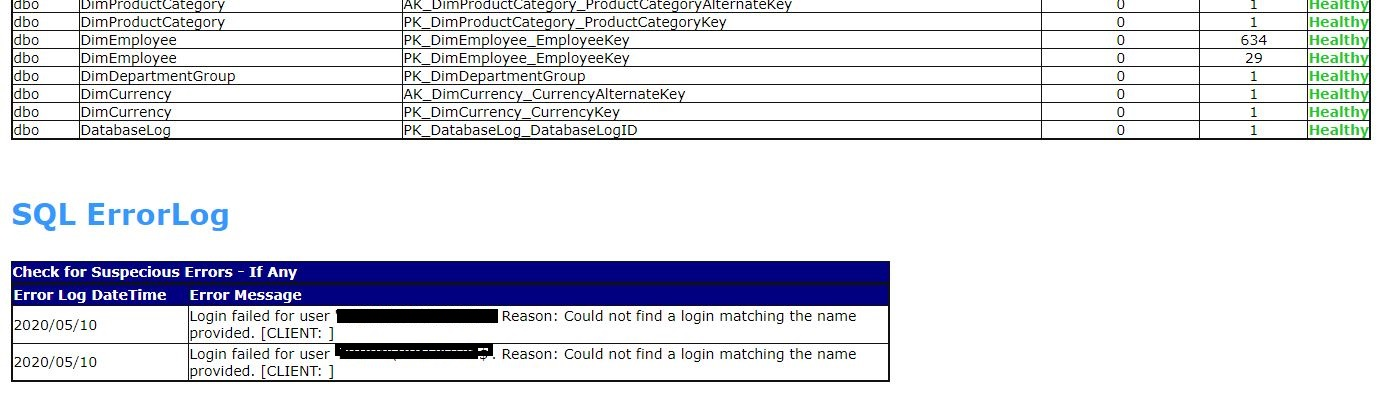 dbo DimProductCategory AK_DimProductCategory_ProductCategoryAlternateKey 0 1 Healthy
dbo DimProductCategory PK_DimProductCategory_ProductCategoryKey 0 1 Healthy
dbo DimEmployee PK_DimEmployee_EmployeeKey 0 634 Healthy
dbo DimEmployee PK_DimEmployee_EmployeeKey 0 29 Healthy
dbo DimDepartmentGroup PK_DimDepartmentGroup 0 1 Healthy
dbo DimCurrency AK_DimCurrency_CurrencyAlternateKey 0 1 Healthy
dbo DimCurrency PK_DimCurrency_CurrencyKey 0 1 Healthy
dbo DatabaseLog PK_DatabaseLog_DatabaseLogID 0 1 Healthy
SQL ErrorLog
Check for Suspecious Errors - If Any
Error Log DateTime Error Message
2020/05/10 Login failed for user ' Reason: Could not find a login matching the name
provided. [CLIENT: ]
2020/05/10 Login failed for user . Reason: Could not find a login matching the name
provided. [CLIENT: ]